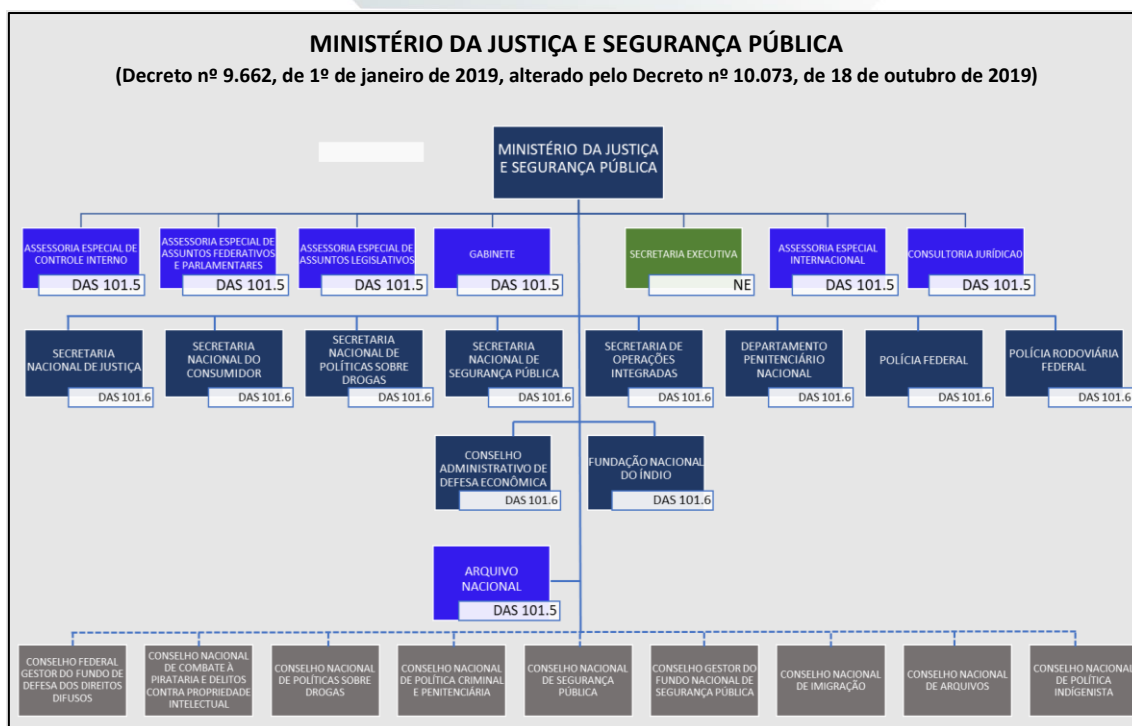 MINISTÉRIO DA JUSTIÇA E SEGURANÇA PÚBLICA
(Decreto nº 9.662, de 1º de janeiro de 2019, alterado pelo Decreto nº 10.073, de 18 de outubro de 2019)
MINISTÉRIO DA JUSTIÇA
E SEGURANÇA PÚBLICA
ASSESSORIA ESPECIAL DE
CONTROLE INTERNO
DAS 101.5
ASSESSORIA ESPECIAL DE
ASSUNTOS FEDERATIVOS
E PARLAMENTARES
DAS 101.5
ASSESSORIA ESPECIAL DE
ASSUNTOS LEGISLATIVOS
DAS 101.5
GABINETE
DAS 101.5
SECRETARIA EXECUTIVA
NE
ASSESSORIA ESPECIAL
INTERNACIONAL
DAS 101.5
CONSULTORIA JURÍDICAO
DAS 101.5
SECRETARIA
NACIONAL DE JUSTIÇA
DAS 101.6
SECRETARIA
NACIONAL DO
CONSUMIDOR
DAS 101.6
SECRETARIA
NACIONAL DE
POLÍTICAS SOBRE
DROGAS
DAS 101.6
SECRETARIA
NACIONAL DE
SEGURANÇA PÚBLICA
DAS 101.6
SECRETARIA DE
OPERAÇÕES
INTEGRADAS
DAS 101.6
DEPARTAMENTO
PENITENCIÁRIO
NACIONAL
DAS 101.6
POLÍCIA FEDERAL
DAS 101.6
POLÍCIA RODOVIÁRIA
FEDERAL
DAS 101.6
CONSELHO
ADMINISTRATIVO DE
DEFESA ECONÔMICA
DAS 101.6
FUNDAÇÃO NACIONAL
DO ÍNDIO
DAS 101.6
ARQUIVO
NACIONAL
DAS 101.5
CONSELHO FEDERAL
GESTOR DO FUNDO DE
DEFESA DOS DIREITOS
DIFUSOS
CONSELHO NACIONAL
DE COMBATE À
PIRATARIA E DELITOS
CONTRA PROPRIEDADE
INTELECTUAL
CONSELHO NACIONAL
DE POLÍTICAS SOBRE
DROGAS
CONSELHO NACIONAL
DE POLÍTICA CRIMINAL
E PENITENCIÁRIA
CONSELHO NACIONAL
DE SEGURANÇA
PÚBLICA
CONSELHO GESTOR DO
FUNDO NACIONAL DE
SEGURANÇA PÚBLICA
CONSELHO NACIONAL
DE IMIGRAÇÃO
CONSELHO NACIONAL
DE ARQUIVOS
CONSELHO NACIONAL
DE POLÍTICA
INDÍGENISTA